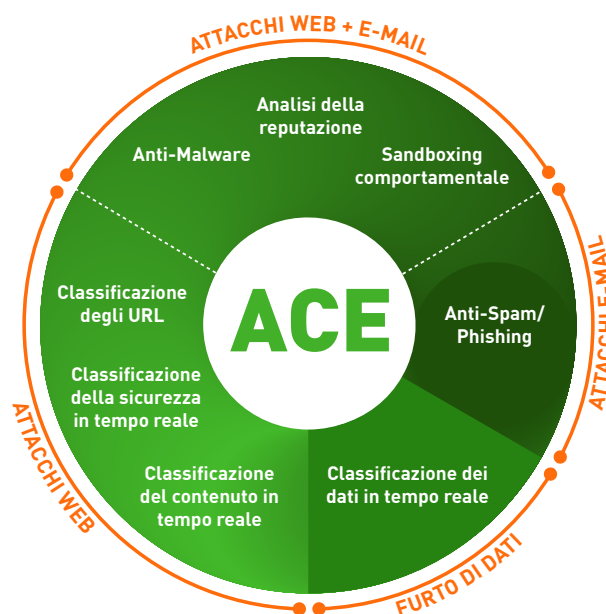 ATTACCHI WEB + E-MAIL
Analisi della
reputazione
Anti-Malware
Sandboxing
comportamentale
ATTACCHI E-MAIL
Classificazione
degli URL
ACE
Anti-Spam/
Phishing
Classificazione
della sicurezza
in tempo reale
ATTACCHI WEB
Classificazione
del contenuto in
tempo reale
Classificazione dei
dati in tempo reale
FURTO DI DATI